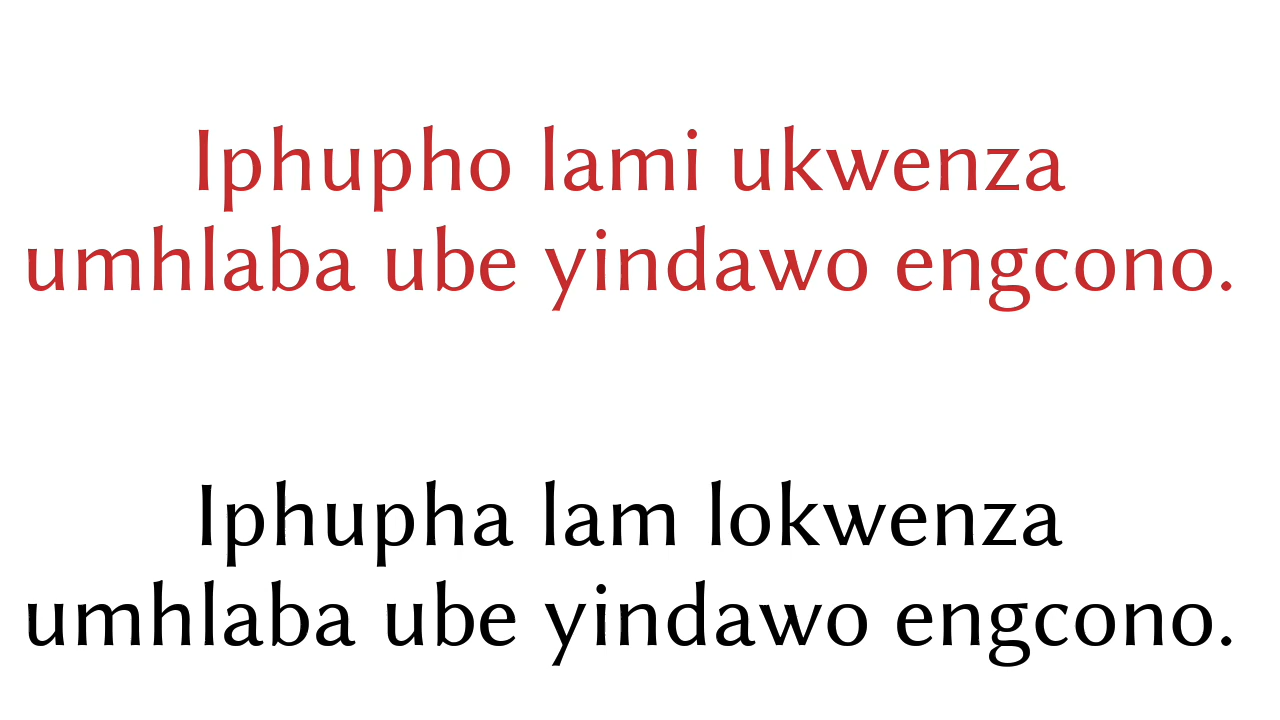 Iphupho lami ukwenza
umhlaba ube yindawo engcono.
Iphupha lam lokwenza
umhlaba ube yindawo engcono.